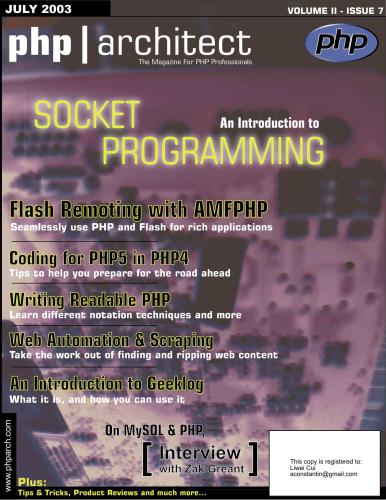 JULY 2003
VOLUME II - ISSUE 7
php|architect
The Magazine For PHP Professionals
php
SOCKET
An Introduction to
PROGRAMMING
Flash Remoting with AMFPHP
Seamlessly use PHP and Flash for rich applications
Coding for PHP5 in PHP4
Tips to help you prepare for the road ahead
Writing Readable PHP
Learn different notation techniques and more
Web Automation & Scraping
Take the work out of finding and ripping web content
An Introduction to Geeklog
What it is, and how you can use it
On MySQL & PHP,
[Interview
with Zak Greant]
www.phparch.com
Plus:
Tips & Tricks, Product Reviews and much more...
This copy is registered to:
Liwei Cui
aconstantin@gmail.com